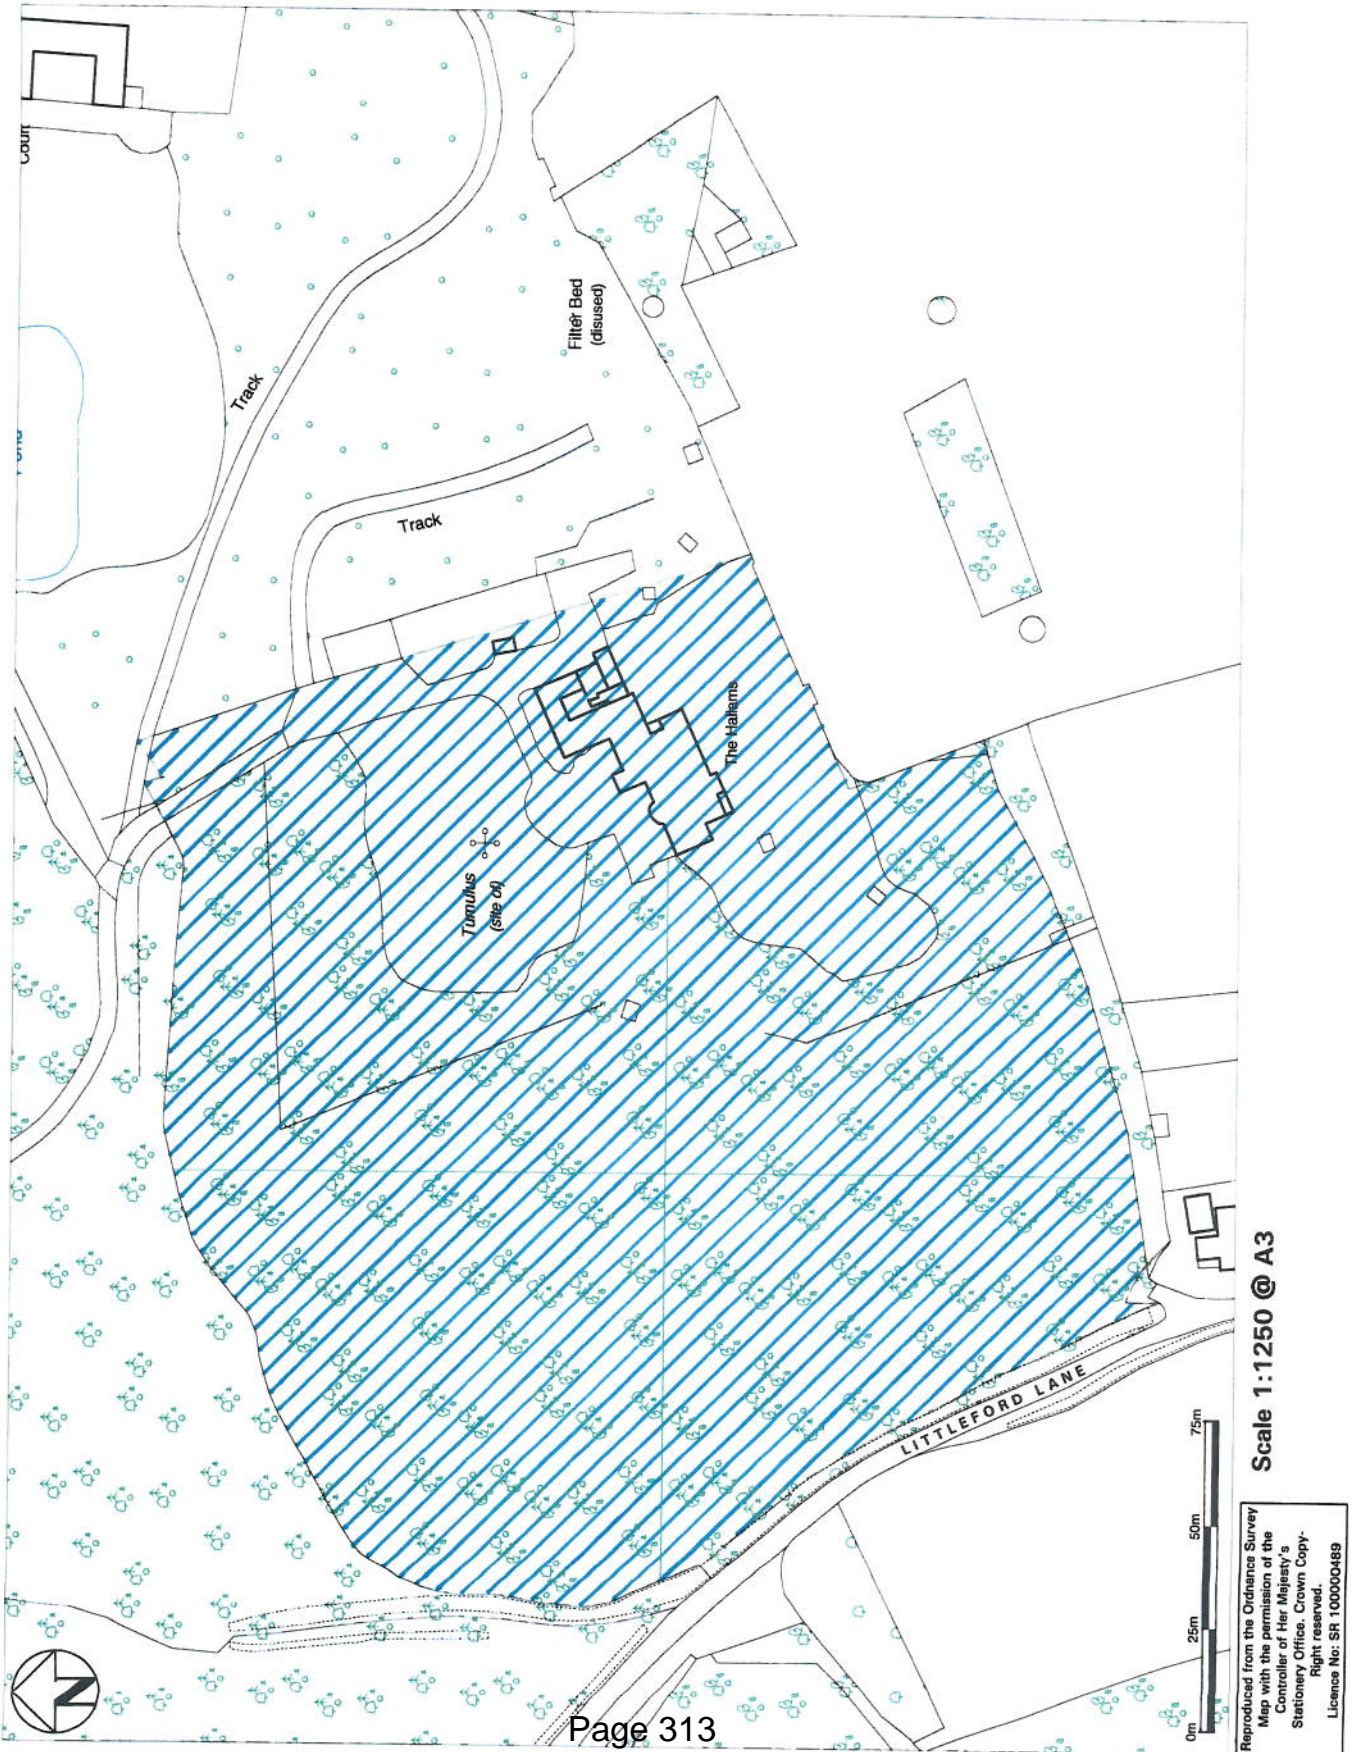 Track
Track
Filter Bed
(disused)
The Hallams
Tumulus
(site of)
LITTLEFORD LANE
N
0m
25m
50m
75m
Scale 1:1250 @ A3
Reproduced from the Ordnance Survey
Map with the permission of the
Controller of Her Majesty's
Stationery Office. Crown Copy-
Right reserved.
Licence No: SR 100000489
Page 313